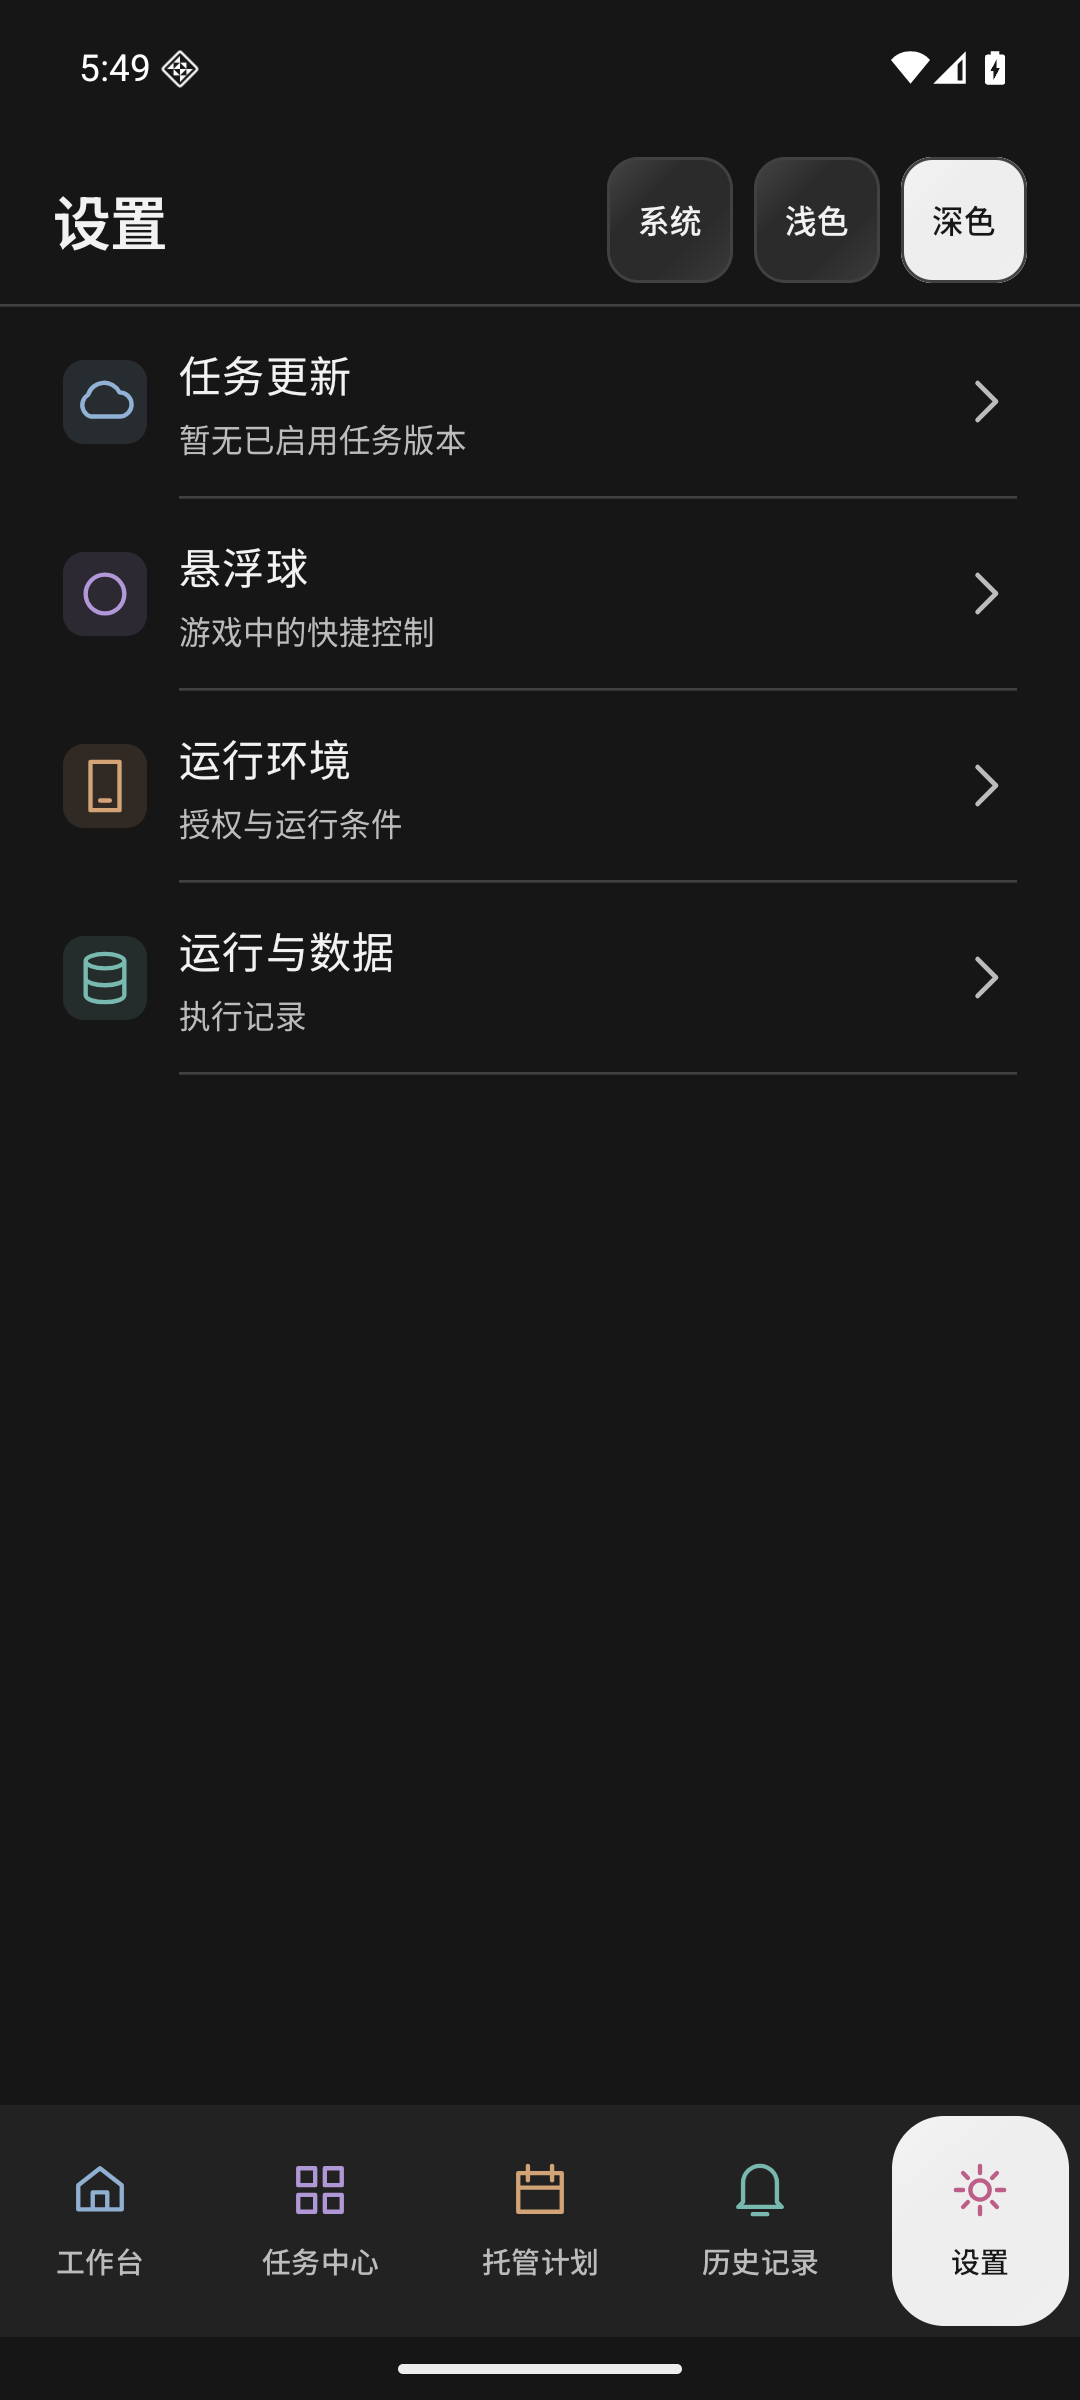 5:49
设置
系统 浅色 深色
任务更新
暂无已启用任务版本
悬浮球
游戏中的快捷控制
运行环境
授权与运行条件
运行与数据
执行记录
工作台 任务中心 托管计划 历史记录 设置